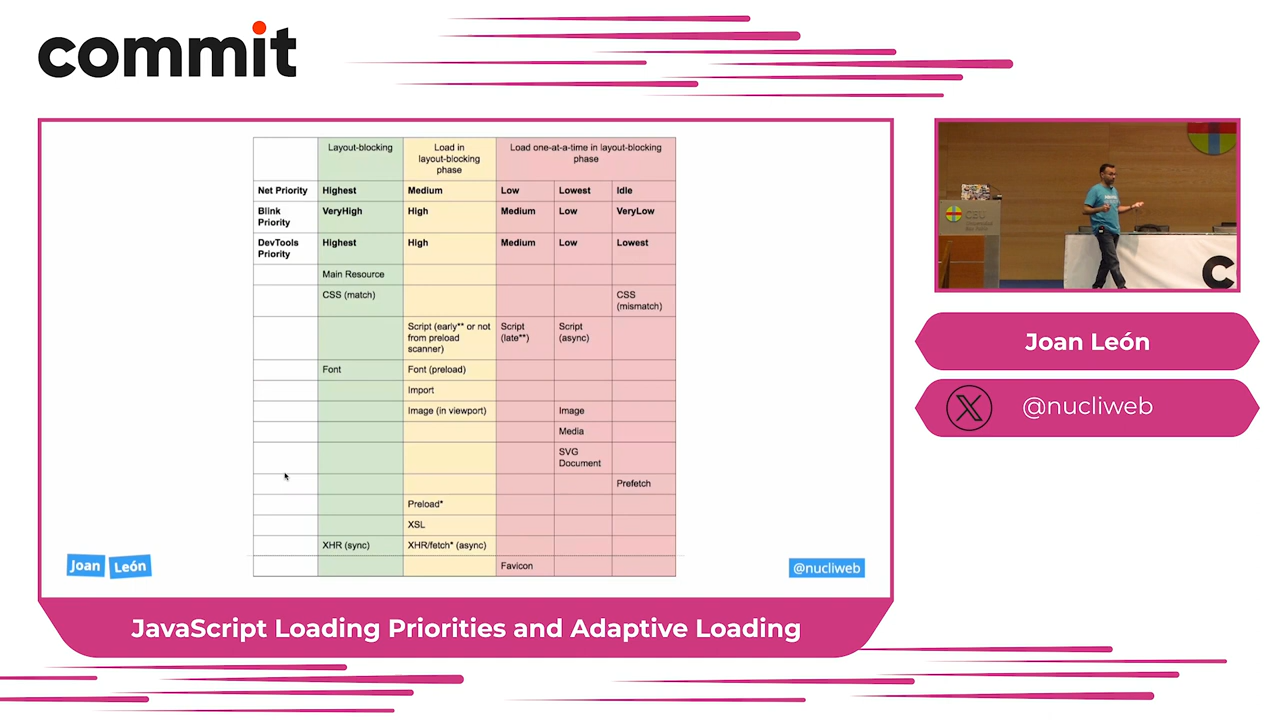 commit
Layout-blocking
Load in
layout-blocking
phase
Load one-at-a-time in layout-blocking
phase
Net Priority Highest Medium Low Lowest Idle
Blink
Priority
VeryHigh High Medium Low VeryLow
DevTools
Priority
Highest High Medium Low Lowest
Main Resource
CSS (match)
CSS
(mismatch)
Script (early** or not
from preload
scanner)
Script
(late**)
Script
(async)
Font Font (preload)
Import
Image (in viewport) Image
Media
SVG
Document
Prefetch
Preload*
XSL
XHR (sync) XHR/fetch* (async)
Favicon
Joan León
@nucliweb
JavaScript Loading Priorities and Adaptive Loading
CEU
C
Joan León
@nucliweb